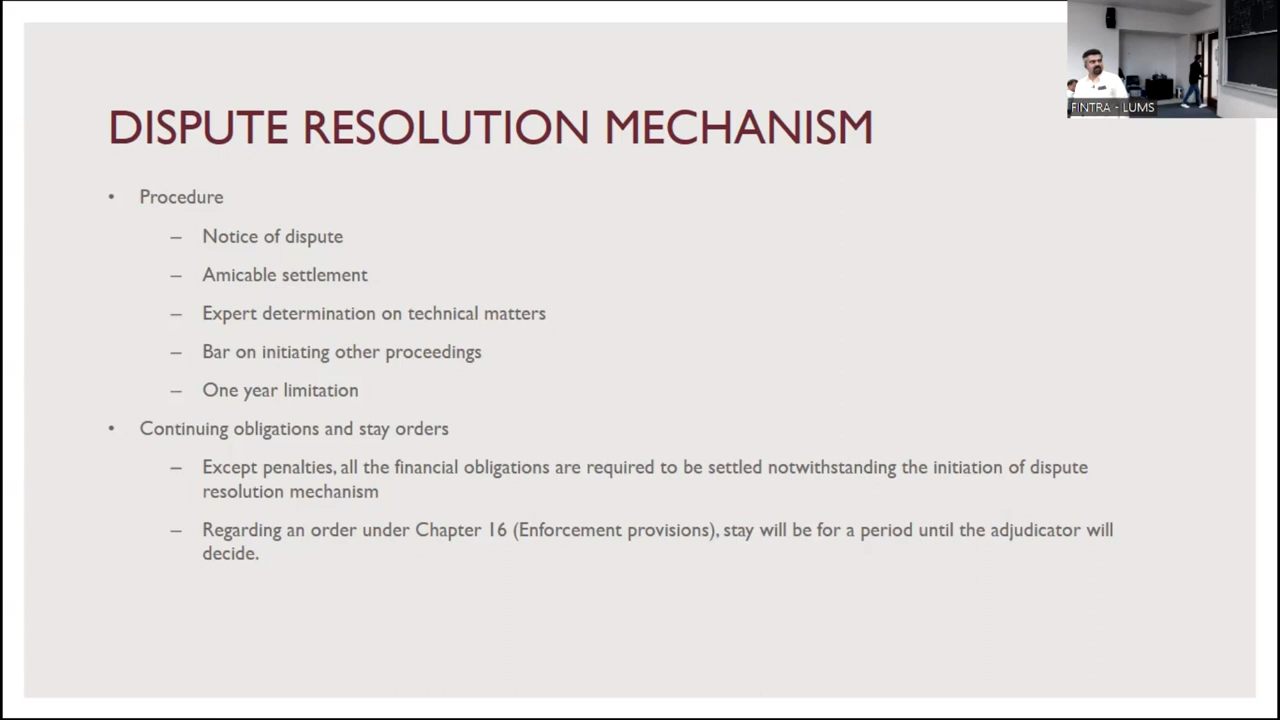 FINTRA - LUMS
DISPUTE RESOLUTION MECHANISM
• Procedure
– Notice of dispute
– Amicable settlement
– Expert determination on technical matters
– Bar on initiating other proceedings
– One year limitation
• Continuing obligations and stay orders
– Except penalties, all the financial obligations are required to be settled notwithstanding the initiation of dispute
resolution mechanism
– Regarding an order under Chapter 16 (Enforcement provisions), stay will be for a period until the adjudicator will
decide.